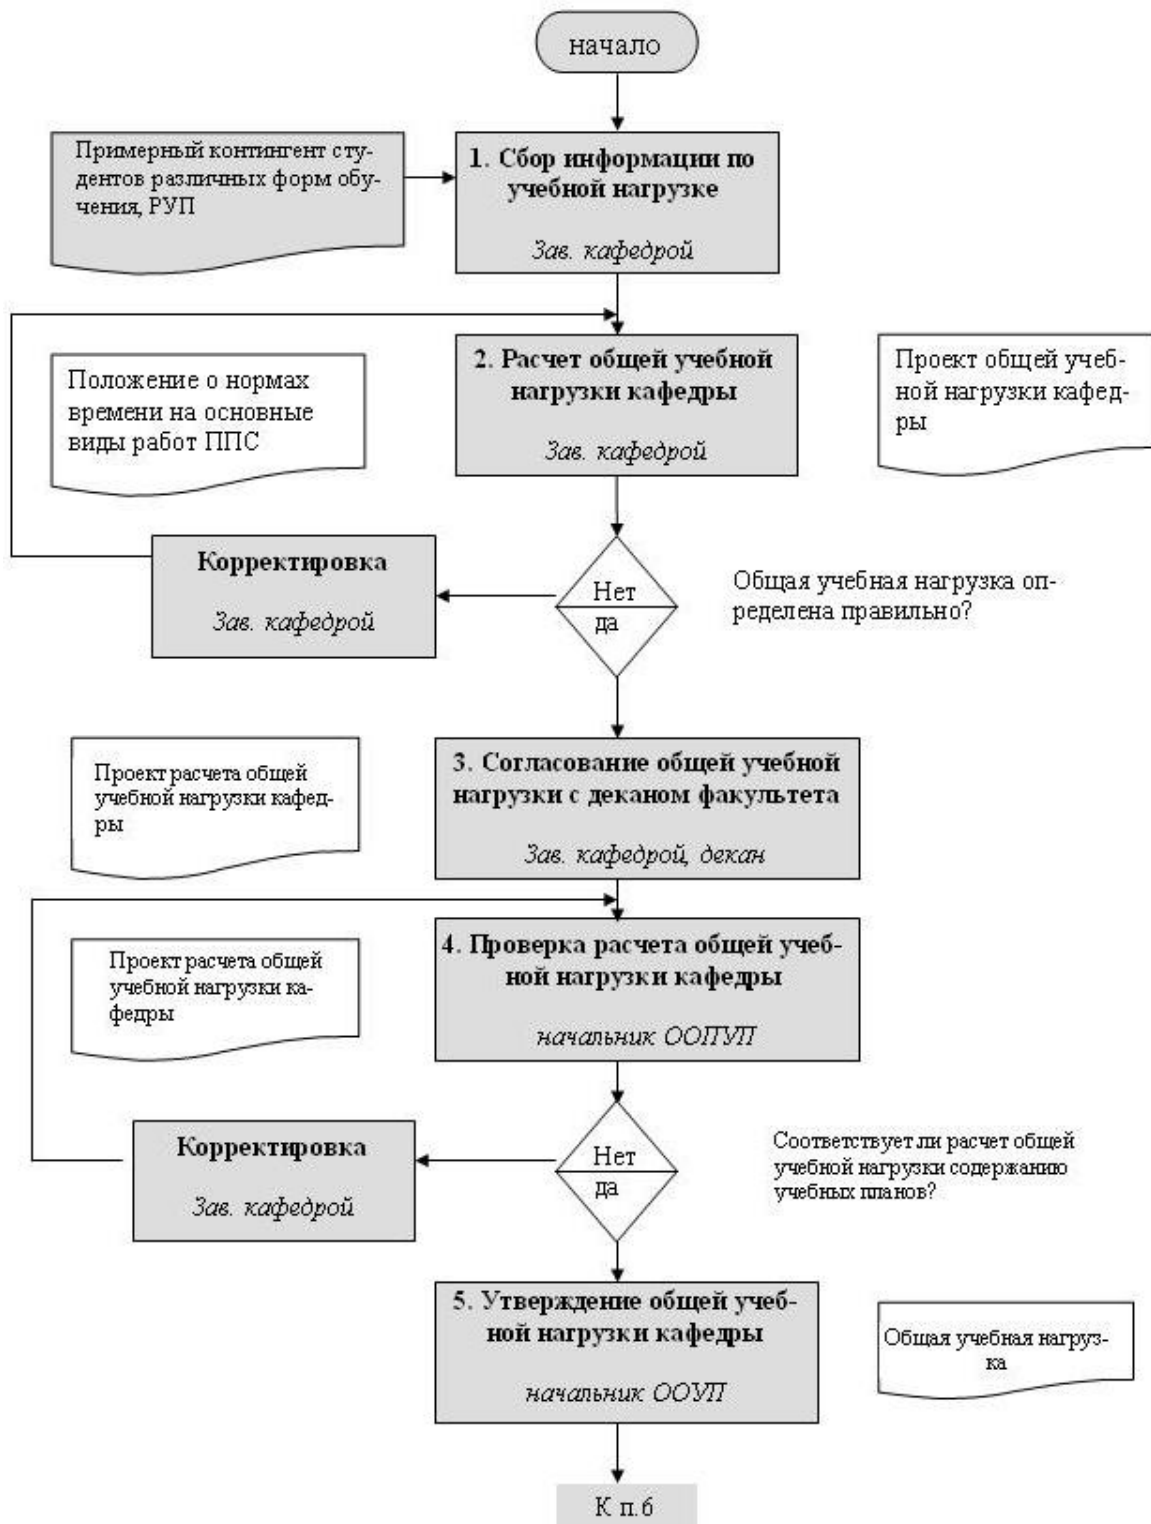 начало
Примерный контингент сту-
дентов различных форм обу-
чения, РУП
1. Сбор информации по
учебной нагрузке
Зав. кафедрой
Положение о нормах
времени на основные
виды работ ППС
2. Расчет общей учебной
нагрузки кафедры
Зав. кафедрой
Проект общей учеб-
ной нагрузки кафед-
ры
Корректировка
Зав. кафедрой
Нет
да
Общая учебная нагрузка оп-
ределена правильно?
Проект расчета общей
учебной нагрузки кафед-
ры
3. Согласование общей учебной
нагрузки с деканом факультета
Зав. кафедрой, декан
Проект расчета общей
учебной нагрузки ка-
федры
4. Проверка расчета общей учеб-
ной нагрузки кафедры
начальник ООПУП
Корректировка
Зав. кафедрой
Нет
да
Соответствует ли расчет общей
учебной нагрузки содержанию
учебных планов?
5. Утверждение общей учеб-
ной нагрузки кафедры
начальник ООУП
Общая учебная нагруз-
ка
К п.6